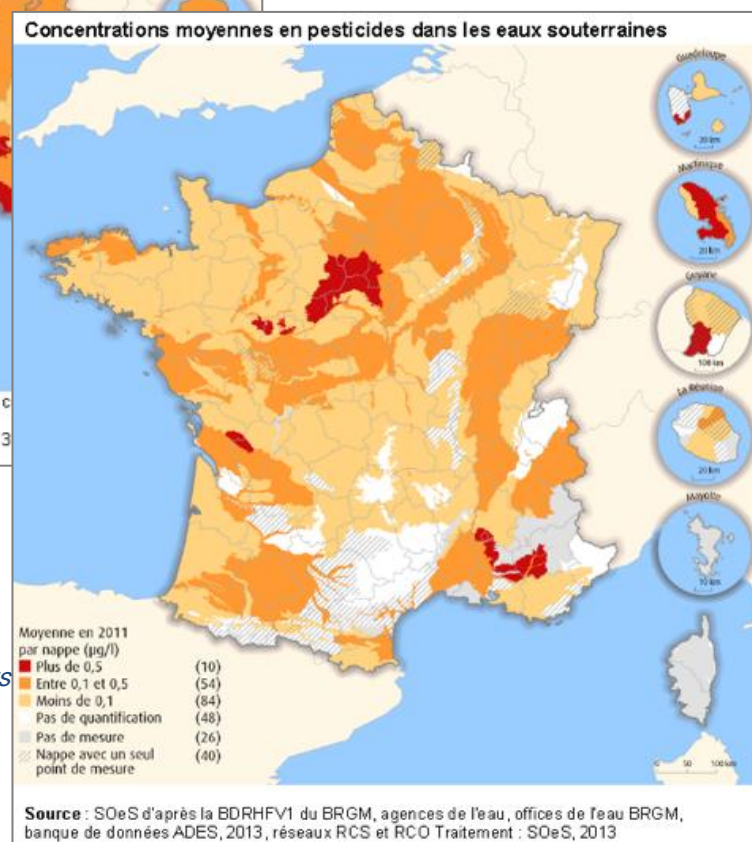 Concentrations moyennes en pesticides dans les eaux souterraines
Guadeloupe
20 km
Martinique
20 km
Guyane
100 km
La Réunion
20 km
Mayotte
10 km
c
3
s
Moyenne en 2011
par nappe (µg/l)
Plus de 0,5 (10)
Entre 0,1 et 0,5 (54)
Moins de 0,1 (84)
Pas de quantification (48)
Pas de mesure (26)
Nappe avec un seul (40)
point de mesure
0 50 100 km
Source : SOeS d'après la BDRHFV1 du BRGM, agences de l'eau, offices de l'eau BRGM,
banque de données ADES, 2013, réseaux RCS et RCO Traitement : SOeS, 2013